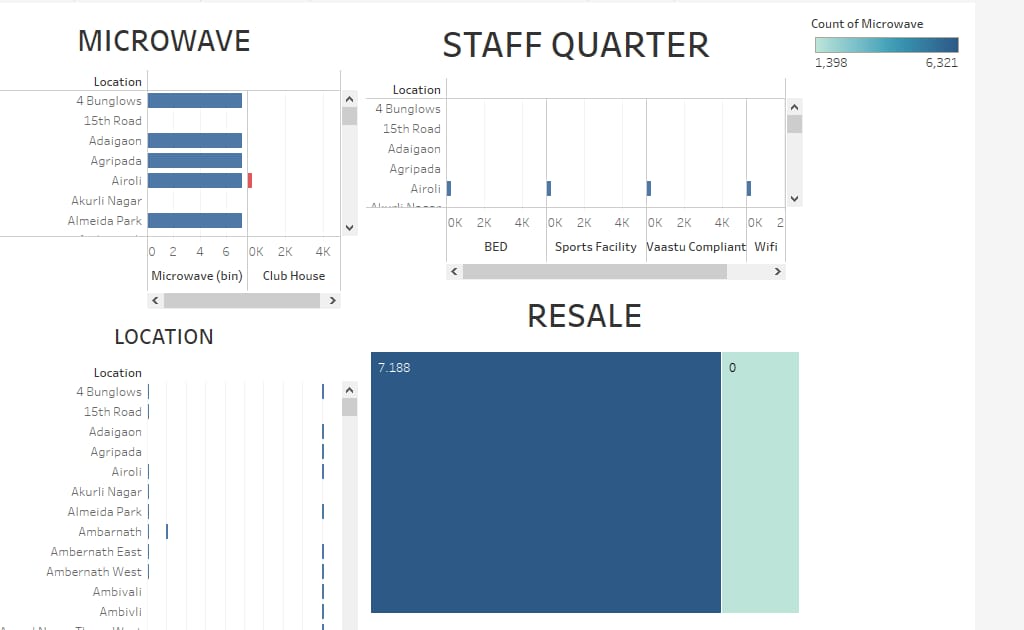 MICROWAVE
Location
4 Bunglows
15th Road
Adaigaon
Agripada
Airoli
Akurli Nagar
Almeida Park
0 2 4 6 0K 2K 4K
Microwave (bin) Club House
STAFF QUARTER
Location
4 Bunglows
15th Road
Adaigaon
Agripada
Airoli
Akurli Nagar
0K 2K 4K 0K 2K 4K 0K 2K 4K 0K 2
BED Sports Facility Vaastu Compliant Wifi
Count of Microwave
1,398 6,321
LOCATION
Location
4 Bunglows
15th Road
Adaigaon
Agripada
Airoli
Akurli Nagar
Almeida Park
Ambarnath
Ambernath East
Ambernath West
Ambivali
Ambivli
RESALE
7.188 0